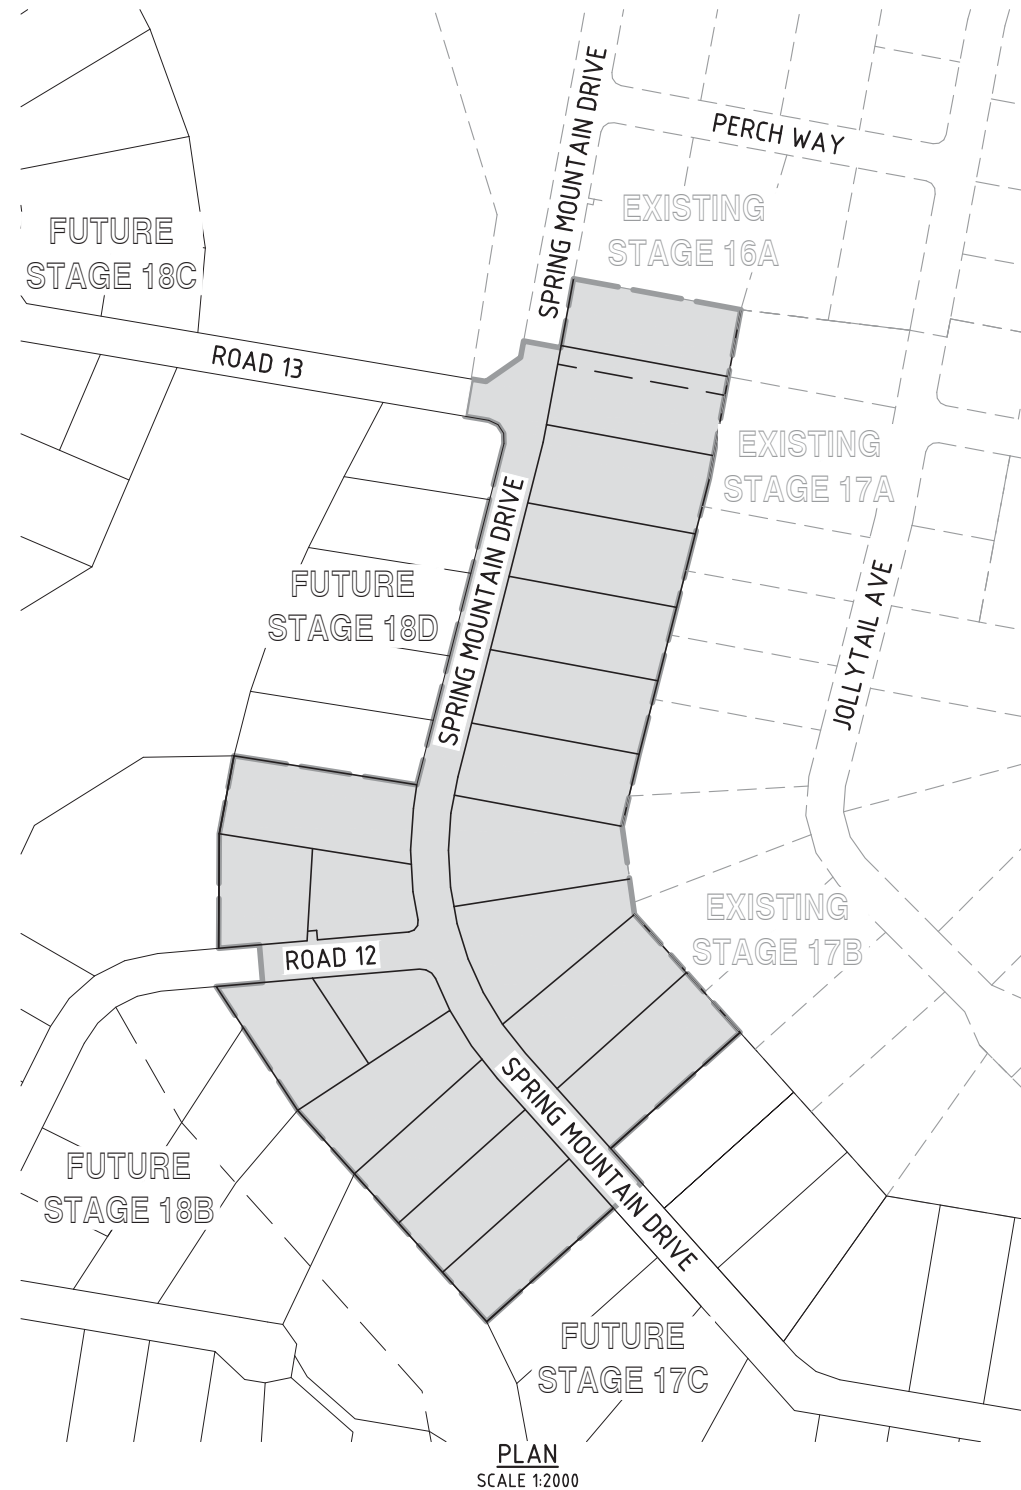 SPRING MOUNTAIN DRIVE
PERCH WAY
EXISTING
STAGE 16A
FUTURE
STAGE 18C
ROAD 13
EXISTING
STAGE 17A
SPRING MOUNTAIN DRIVE
FUTURE
STAGE 18D
JOLLYTAIL AVE
EXISTING
STAGE 17B
ROAD 12
SPRING MOUNTAIN DRIVE
FUTURE
STAGE 18B
FUTURE
STAGE 17C
PLAN
SCALE 1:2000